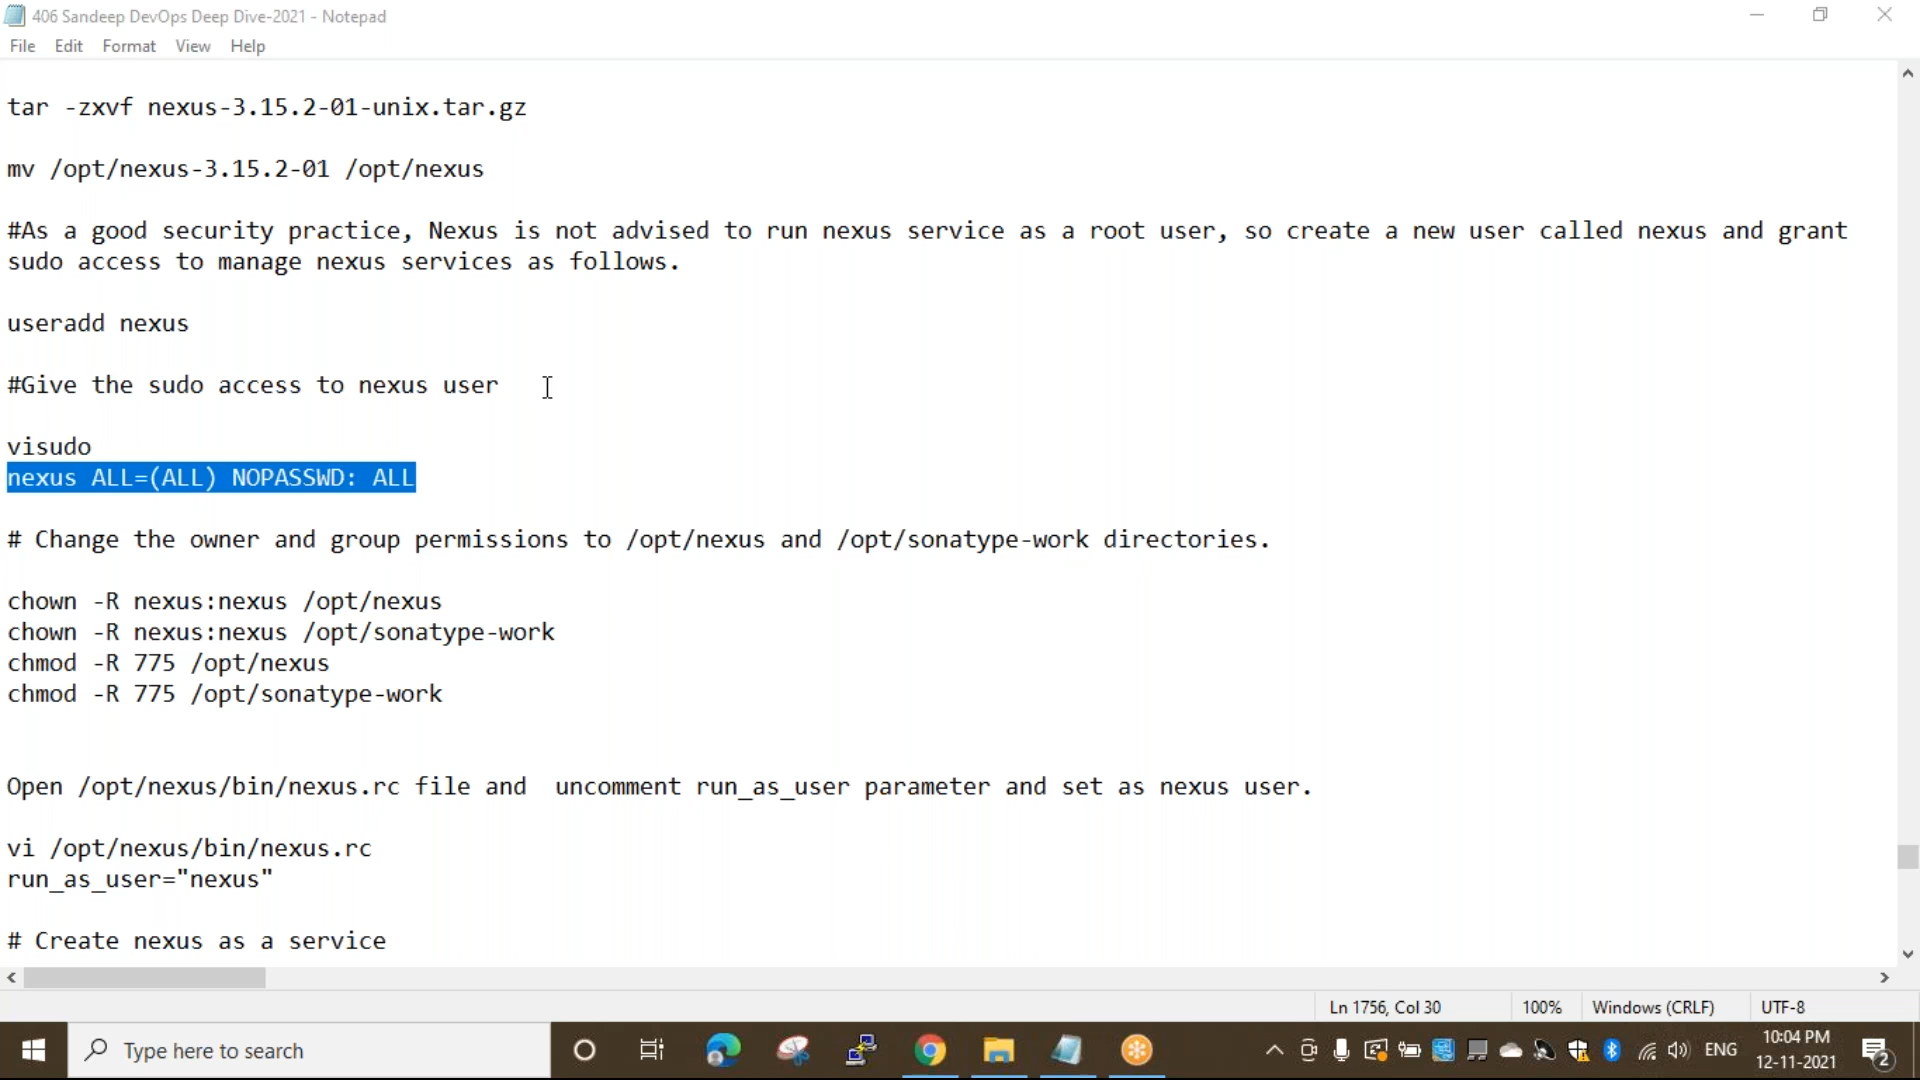 406 Sandeep DevOps Deep Dive-2021 - Notepad
File Edit Format View Help
tar -zxvf nexus-3.15.2-01-unix.tar.gz
mv /opt/nexus-3.15.2-01 /opt/nexus
#As a good security practice, Nexus is not advised to run nexus service as a root user, so create a new user called nexus and grant
sudo access to manage nexus services as follows.
useradd nexus
#Give the sudo access to nexus user
visudo
nexus ALL=(ALL) NOPASSWD: ALL
# Change the owner and group permissions to /opt/nexus and /opt/sonatype-work directories.
chown -R nexus:nexus /opt/nexus
chown -R nexus:nexus /opt/sonatype-work
chmod -R 775 /opt/nexus
chmod -R 775 /opt/sonatype-work
Open /opt/nexus/bin/nexus.rc file and  uncomment run_as_user parameter and set as nexus user.
vi /opt/nexus/bin/nexus.rc
run_as_user="nexus"
# Create nexus as a service
Ln 1756, Col 30 100% Windows (CRLF) UTF-8
Type here to search
ENG
10:04 PM
12-11-2021
2